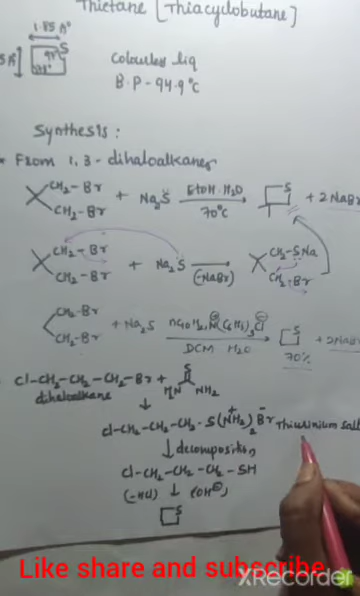 Thietane [Thiacyclobutane]
1.85 A°
S
Colourless liq
B.P - 94.9°C
Synthesis:
* From 1,3-dihaloalkanes
CH2-Br
CH2-Br
+ Na2S
EtOH·H2O
70°C
S
+ 2NaBr
CH2-Br
CH2-Br
+ Na2S
(-NaBr)
CH2-SNa
CH2-Br
CH2-Br
CH2-Br
+ Na2S
DCM H2O
S
70%
+ 2NaBr
Cl-CH2-CH2-CH2-Br +
S
H2N NH2
dihaloalkane
↓
Cl-CH2-CH2-CH2-S(NH2)2 Br Thiuronium salt
+ -
↓ decomposition
Cl-CH2-CH2-CH2-SH
(-HCl) ↓ (OH⊖)
S
Like share and subscribe
XRecorder